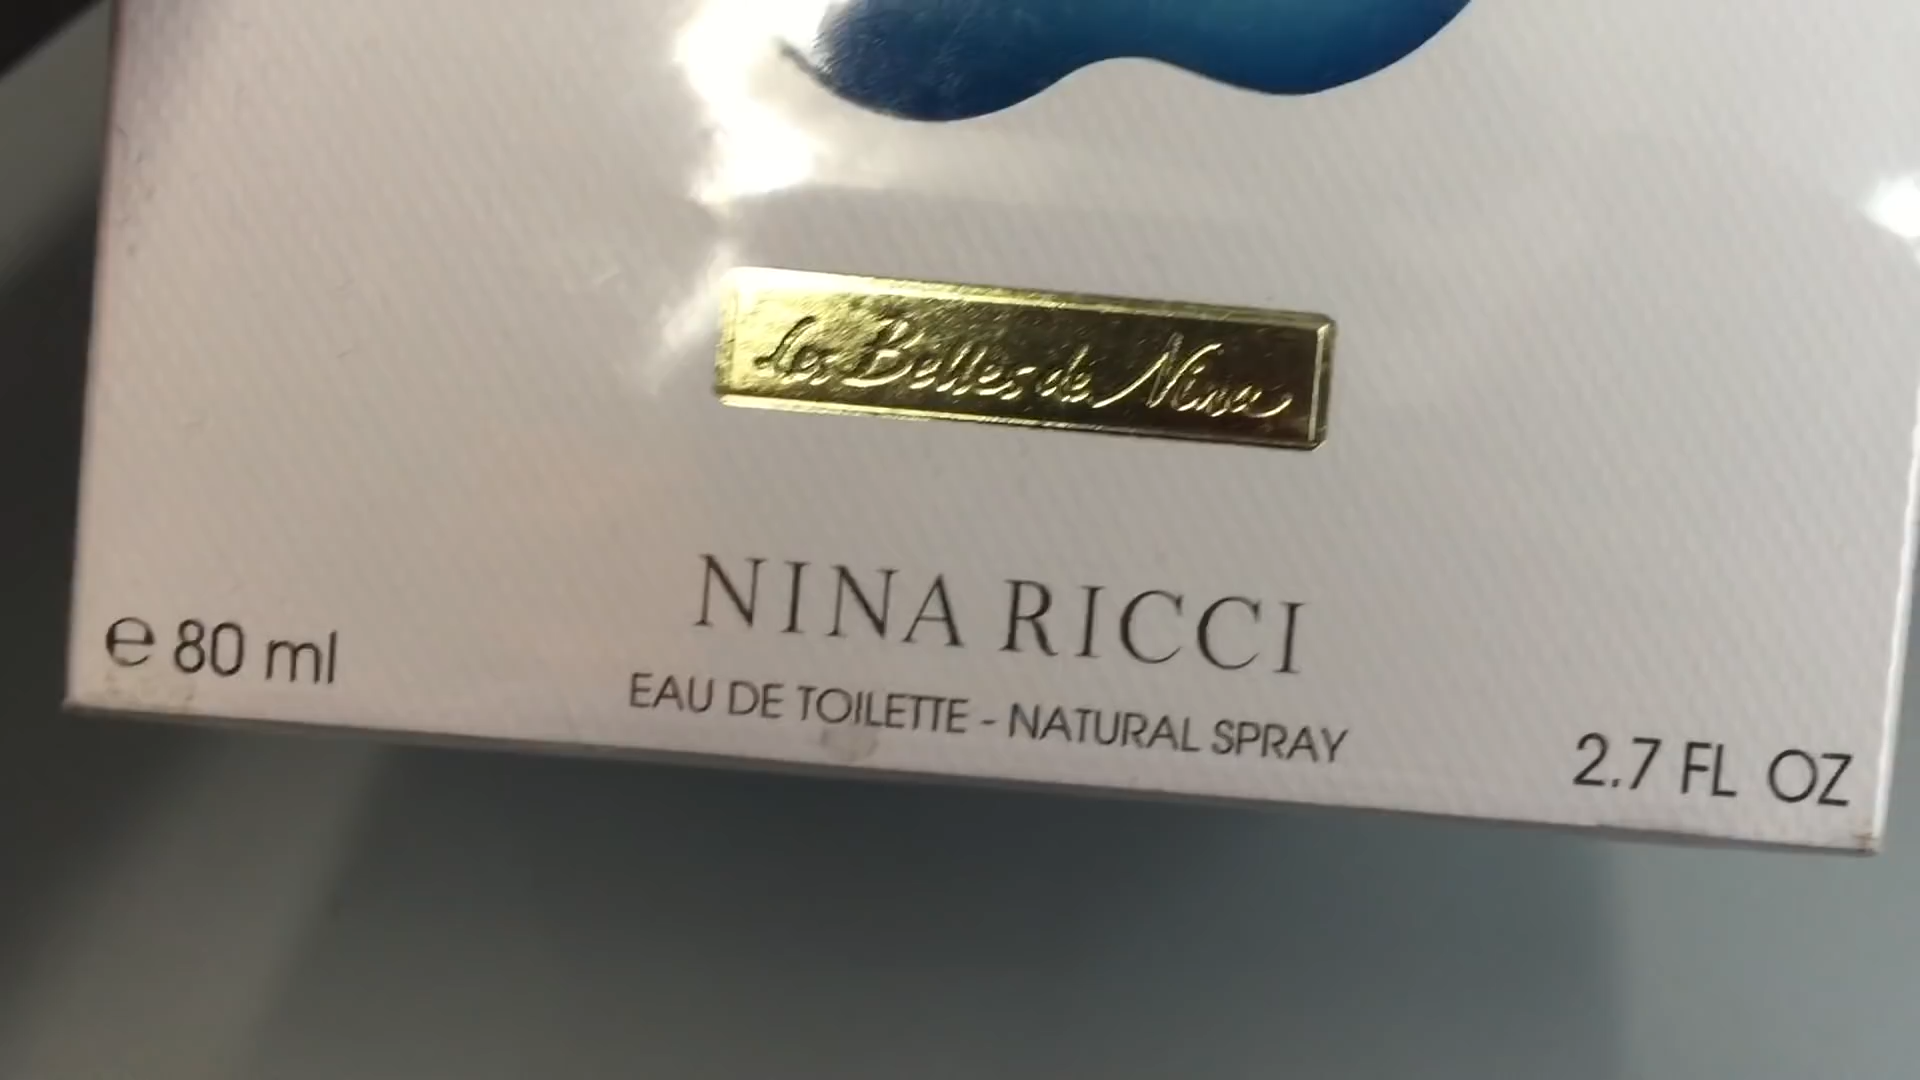 Les Belles de Nina
NINA RICCI
e 80 ml
EAU DE TOILETTE - NATURAL SPRAY
2.7 FL OZ